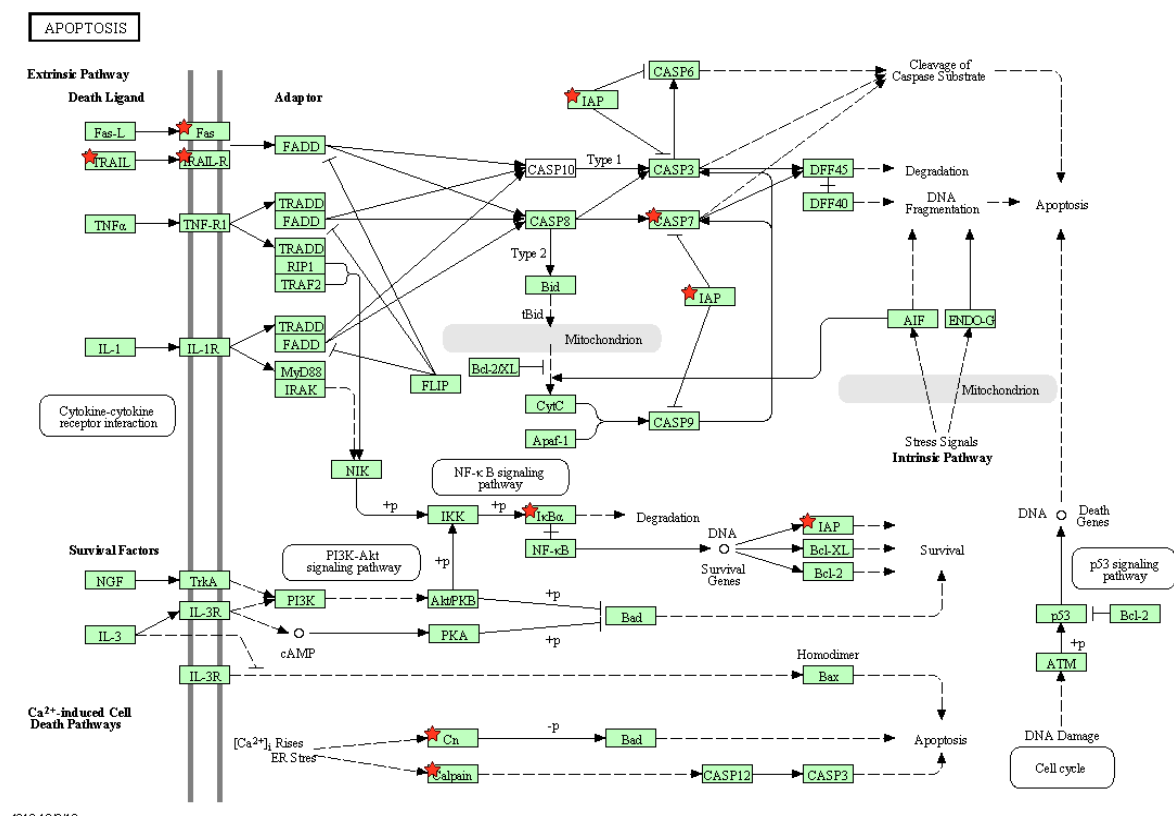 APOPTOSIS
Extrinsic Pathway
Death Ligand
Adaptor
Fas-L
Fas
TRAIL
TRAIL-R
FADD
CASP10
Type 1
CASP3
CASP6
IAP
Cleavage of
Caspase Substrate
DFF45
Degradation
DFF40
DNA
Fragmentation
Apoptosis
TNFα
TNF-R1
TRADD
FADD
TRADD
RIP1
TRAF2
CASP8
CASP7
Type 2
Bid
tBid
IAP
Mitochondrion
AIF
ENDO-G
IL-1
IL-1R
TRADD
FADD
MyD88
IRAK
FLIP
Bcl-2/XL
CytC
Apaf-1
CASP9
Mitochondrion
Stress Signals
Intrinsic Pathway
Cytokine-cytokine
receptor interaction
NIK
NF-κ B signaling
pathway
+p
IKK
+p
IκBα
Degradation
NF-κB
DNA
Survival
Genes
IAP
Bcl-XL
Bcl-2
Survival
DNA
Death
Genes
p53 signaling
pathway
Survival Factors
PI3K-Akt
signaling pathway
+p
NGF
TrkA
PI3K
Akt/PKB
+p
Bad
IL-3
IL-3R
cAMP
PKA
+p
p53
Bcl-2
+p
ATM
IL-3R
Homodimer
Bax
DNA Damage
Cell cycle
Ca2+-induced Cell
Death Pathways
[Ca2+]i Rises
ER Stres
Cn
-p
Bad
Apoptosis
Calpain
CASP12
CASP3